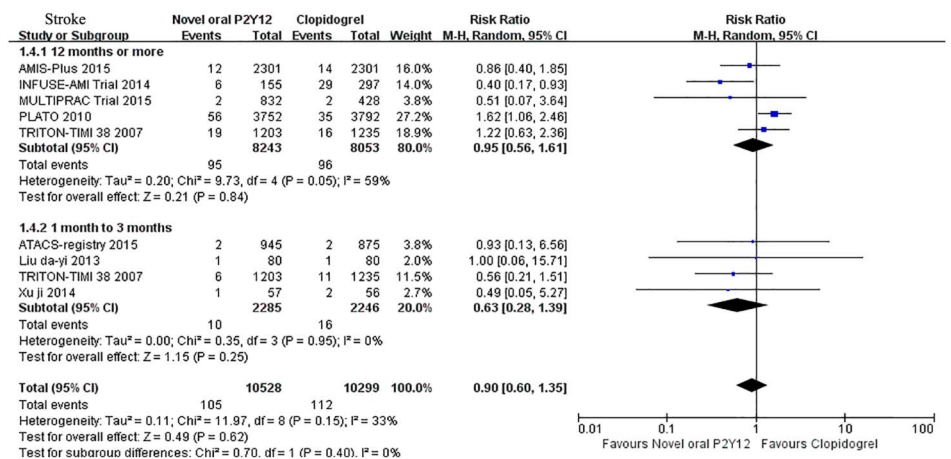 Stroke Novel oral P2Y12 Clopidogrel Risk Ratio Risk Ratio
Study or Subgroup Events Total Events Total Weight M-H, Random, 95% CI M-H, Random, 95% CI
1.4.1 12 months or more
AMIS-Plus 2015 12 2301 14 2301 16.0% 0.86 [0.40, 1.85]
INFUSE-AMI Trial 2014 6 155 29 297 14.0% 0.40 [0.17, 0.93]
MULTIPRAC Trial 2015 2 832 2 428 3.8% 0.51 [0.07, 3.64]
PLATO 2010 56 3752 35 3792 27.2% 1.62 [1.06, 2.46]
TRITON-TIMI 38 2007 19 1203 16 1235 18.9% 1.22 [0.63, 2.36]
Subtotal (95% CI) 8243 8053 80.0% 0.95 [0.56, 1.61]
Total events 95 96
Heterogeneity: Tau² = 0.20; Chi² = 9.73, df = 4 (P = 0.05); I² = 59%
Test for overall effect: Z = 0.21 (P = 0.84)
1.4.2 1 month to 3 months
ATACS-registry 2015 2 945 2 875 3.8% 0.93 [0.13, 6.56]
Liu da-yi 2013 1 80 1 80 2.0% 1.00 [0.06, 15.71]
TRITON-TIMI 38 2007 6 1203 11 1235 11.5% 0.56 [0.21, 1.51]
Xu ji 2014 1 57 2 56 2.7% 0.49 [0.05, 5.27]
Subtotal (95% CI) 2285 2246 20.0% 0.63 [0.28, 1.39]
Total events 10 16
Heterogeneity: Tau² = 0.00; Chi² = 0.35, df = 3 (P = 0.95); I² = 0%
Test for overall effect: Z = 1.15 (P = 0.25)
Total (95% CI) 10528 10299 100.0% 0.90 [0.60, 1.35]
Total events 105 112
Heterogeneity: Tau² = 0.11; Chi² = 11.97, df = 8 (P = 0.15); I² = 33%
Test for overall effect: Z = 0.49 (P = 0.62)
Test for subgroup differences: Chi² = 0.70, df = 1 (P = 0.40), I² = 0%
0.01 0.1 1 10 100
Favours Novel oral P2Y12 Favours Clopidogrel